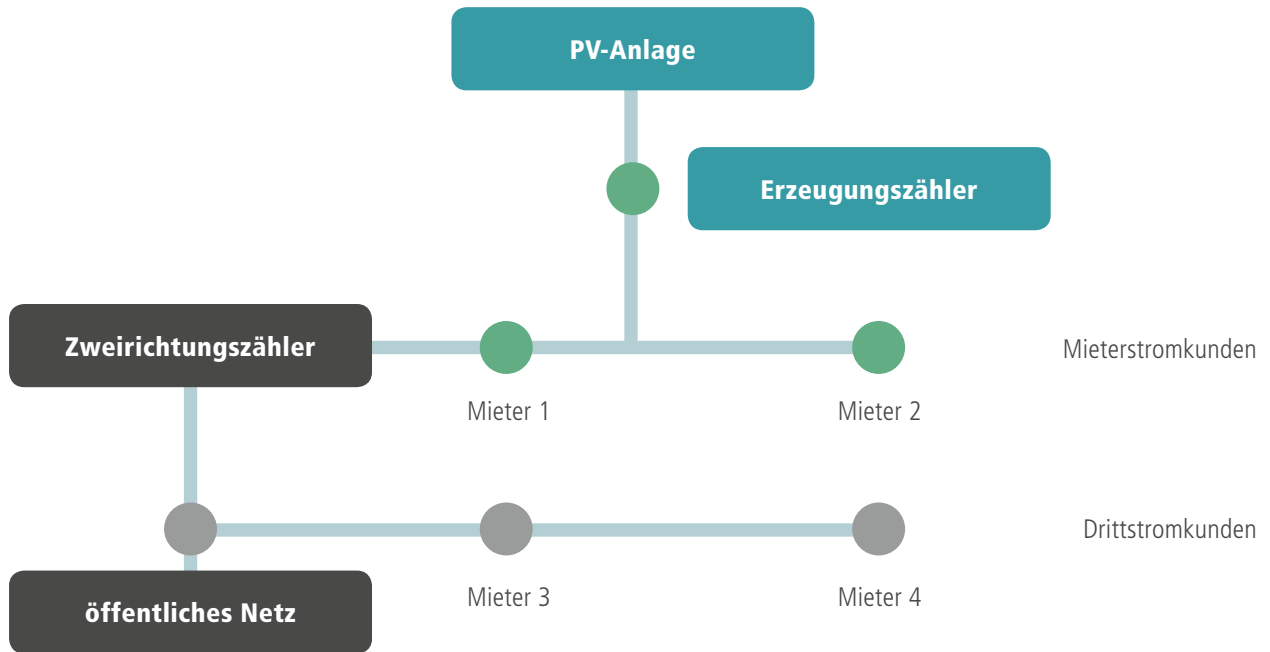 PV-Anlage
Erzeugungszähler
Zweirichtungszähler
Mieterstromkunden
Mieter 1
Mieter 2
Drittstromkunden
Mieter 3
Mieter 4
öffentliches Netz